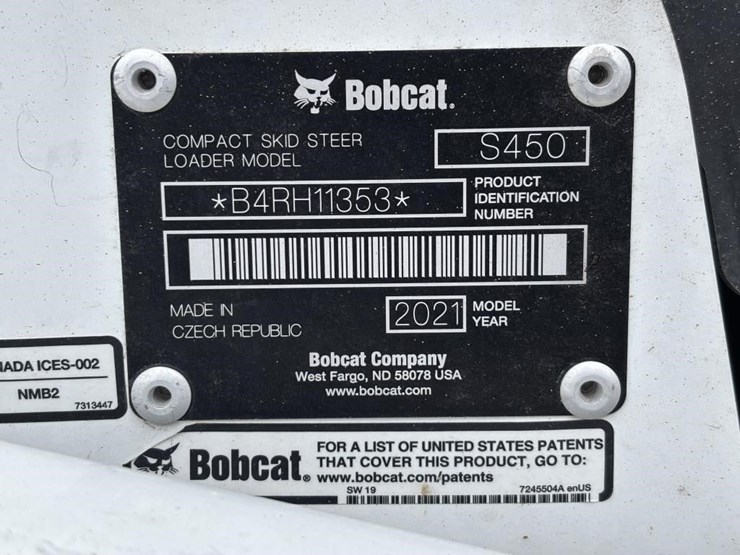 Bobcat.
COMPACT SKID STEER
LOADER MODEL
S450
*B4RH11353*
PRODUCT
IDENTIFICATION
NUMBER
MADE IN
CZECH REPUBLIC
2021
MODEL
YEAR
Bobcat Company
West Fargo, ND 58078 USA
www.bobcat.com
NADA ICES-002
NMB2
7313447
Bobcat®
FOR A LIST OF UNITED STATES PATENTS
THAT COVER THIS PRODUCT, GO TO:
www.bobcat.com/patents
SW 19
7245504A enUS